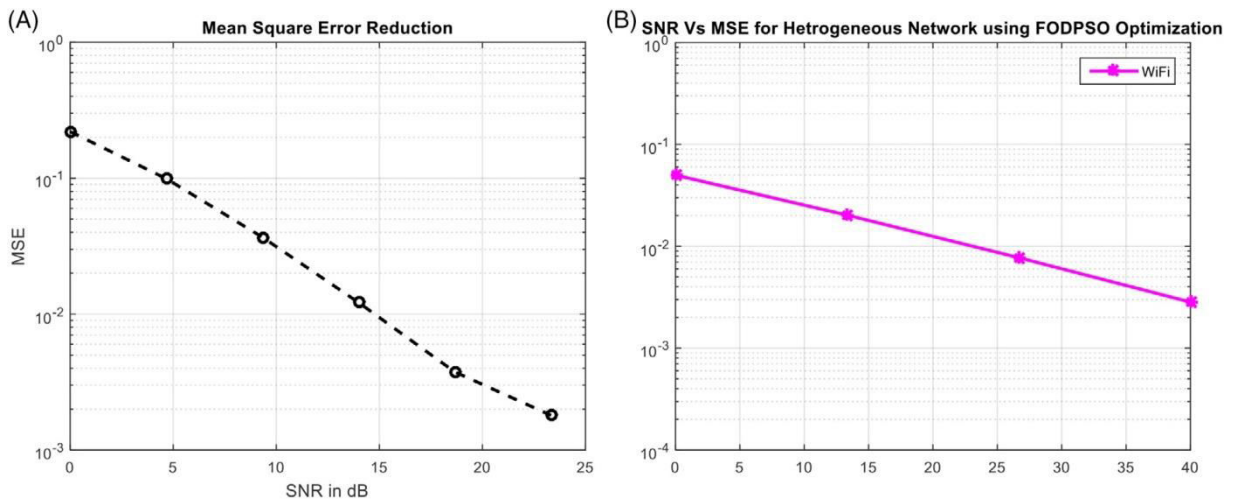 (A)
Mean Square Error Reduction
10^0
10^-1
10^-2
10^-3
MSE
0 5 10 15 20 25
SNR in dB
(B)
SNR Vs MSE for Hetrogeneous Network using FODPSO Optimization
WiFi
10^0
10^-1
10^-2
10^-3
10^-4
0 5 10 15 20 25 30 35 40